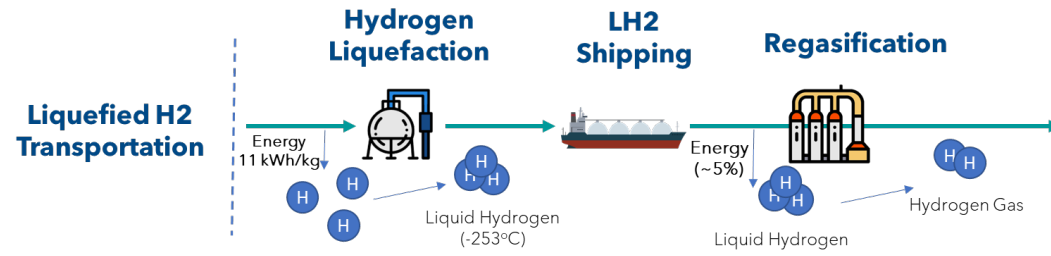 Liquefied H2
Transportation
Hydrogen
Liquefaction
LH2
Shipping
Regasification
Energy
11 kWh/kg
H
H
H
H
H
H
Liquid Hydrogen
(-253°C)
Energy
(~5%)
H
H
H
Liquid Hydrogen
H
H
Hydrogen Gas